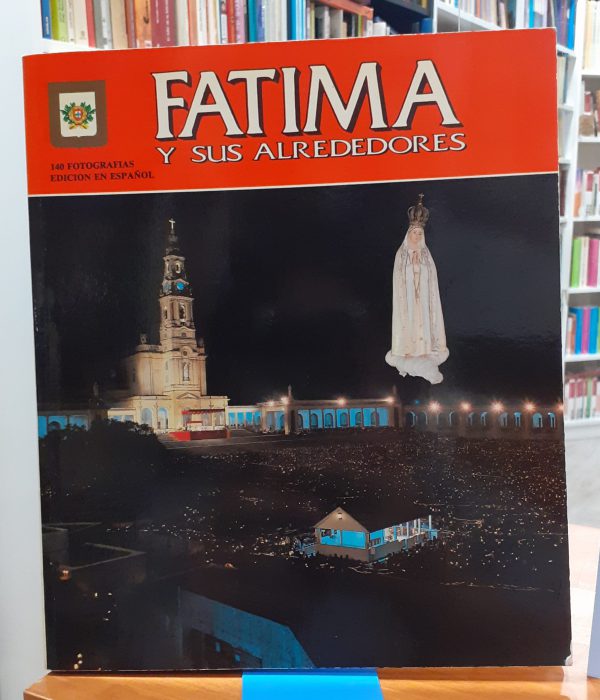 FATIMA
Y SUS ALREDEDORES
140 FOTOGRAFIAS
EDICION EN ESPAÑOL